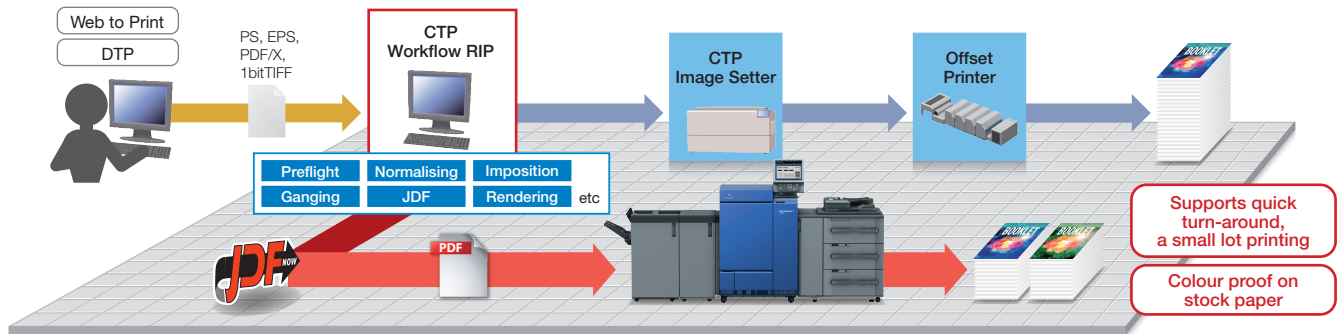 Web to Print
DTP
PS, EPS,
PDF/X,
1bitTIFF
CTP
Workflow RIP
CTP
Image Setter
Offset
Printer
BOOKLET
Preflight
Normalising
Imposition
Ganging
JDF
Rendering
etc
JDF
NOW
PDF
BOOKLET
BOOKLET
Supports quick
turn-around,
a small lot printing
Colour proof on
stock paper